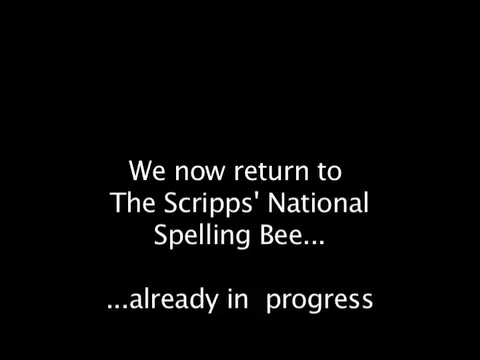 We now return to
The Scripps' National
Spelling Bee...
...already in  progress